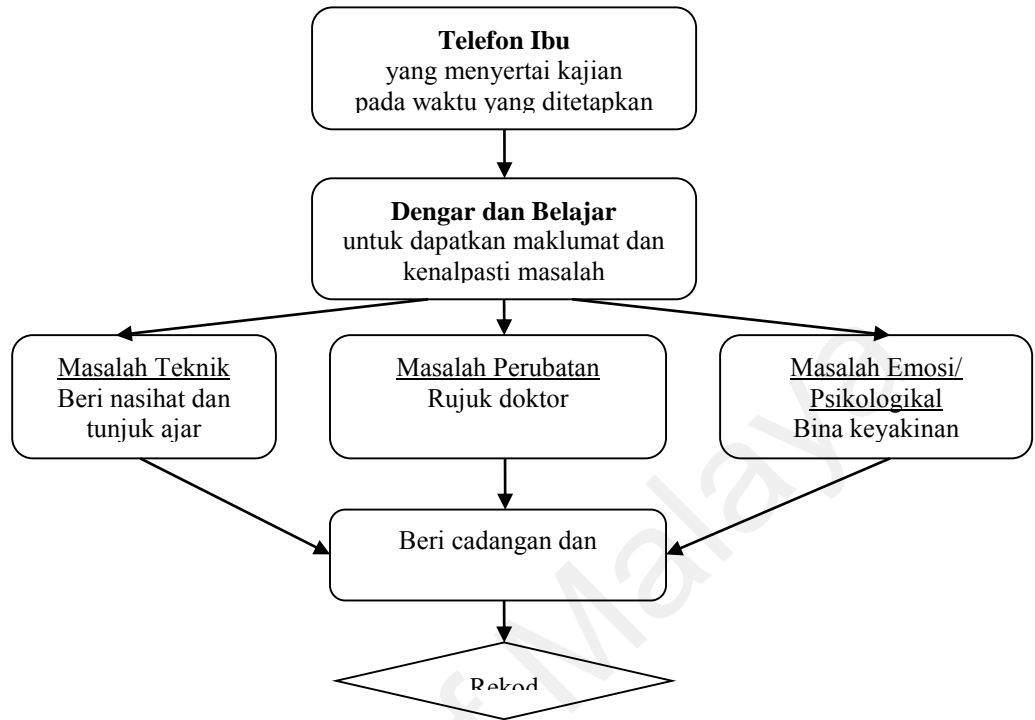 Telefon Ibu
yang menyertai kajian
pada waktu yang ditetapkan
Dengar dan Belajar
untuk dapatkan maklumat dan
kenalpasti masalah
Masalah Teknik
Beri nasihat dan
tunjuk ajar
Masalah Perubatan
Rujuk doktor
Masalah Emosi/
Psikologikal
Bina keyakinan
Beri cadangan dan
Rekod
of Malaya